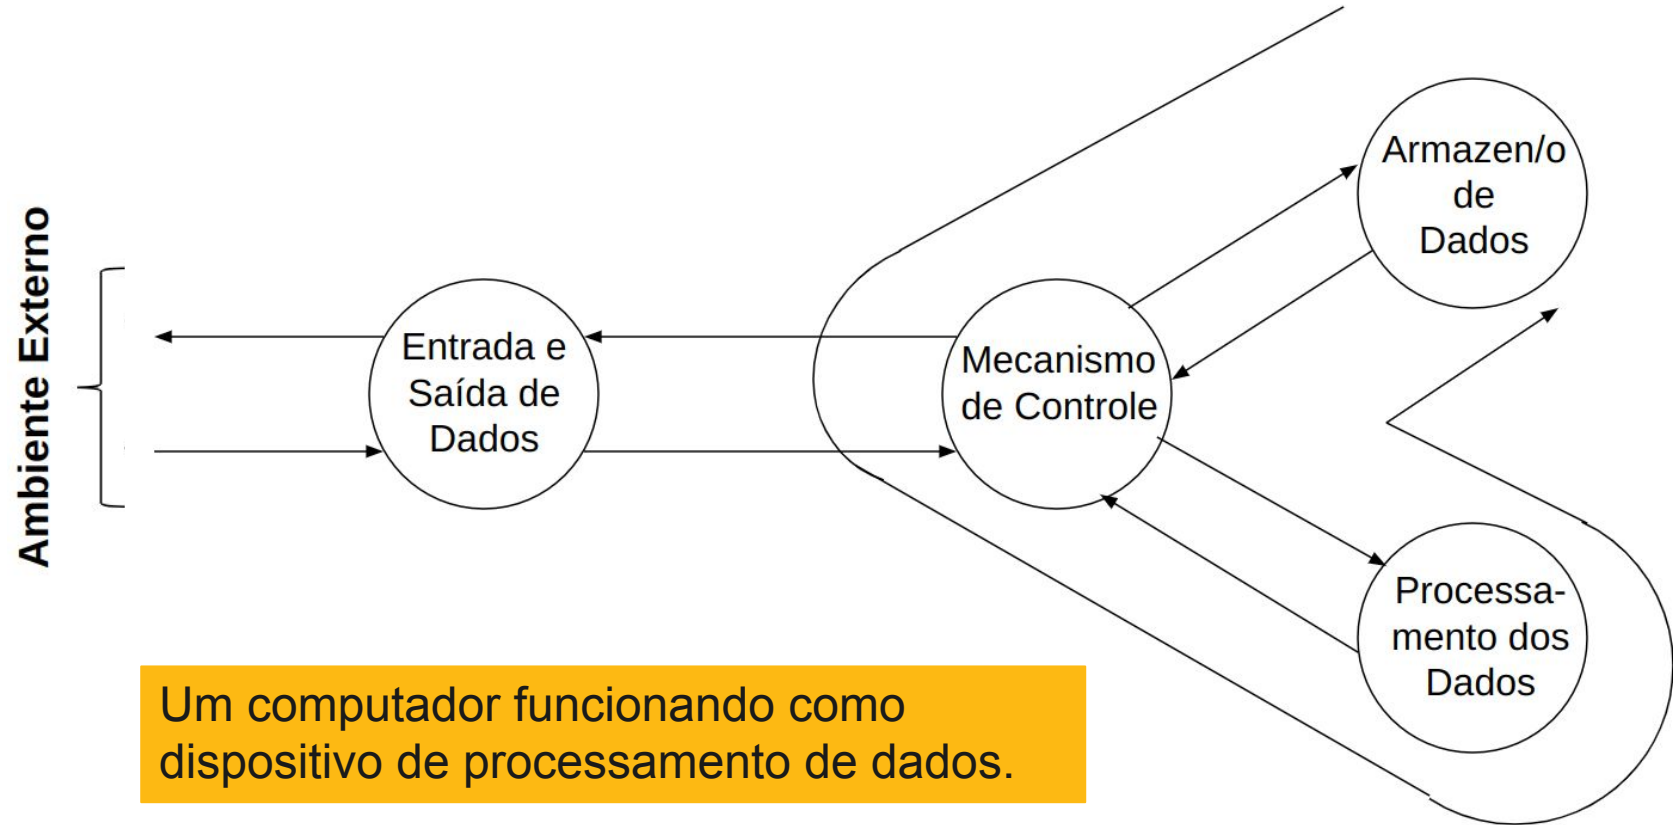 Ambiente Externo
Entrada e
Saída de
Dados
Mecanismo
de Controle
Armazen/o
de
Dados
Processa-
mento dos
Dados
Um computador funcionando como
dispositivo de processamento de dados.